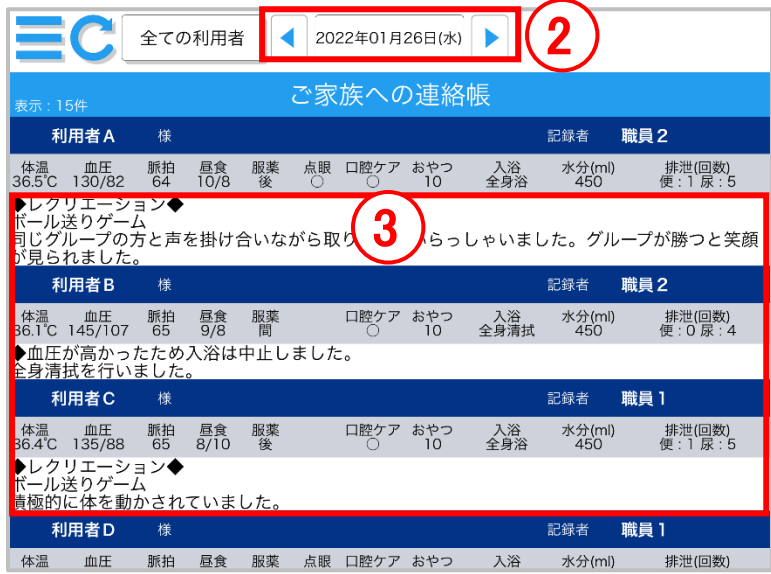 全ての利用者 2022年01月26日(水) 2
表示：15件 ご家族への連絡帳
利用者A 様 記録者 職員2
体温 血圧 脈拍 昼食 服薬 点眼 口腔ケア おやつ 入浴 水分(ml) 排泄(回数)
36.5℃ 130/82 64 10/8 後 ○ ○ 10 全身浴 450 便：1 尿：5
◆レクリエーション◆
ボール送りゲーム
同じグループの方と声を掛け合いながら取り 3 らっしゃいました。グループが勝つと笑顔
が見られました。
利用者B 様 記録者 職員2
体温 血圧 脈拍 昼食 服薬 口腔ケア おやつ 入浴 水分(ml) 排泄(回数)
36.1℃ 145/107 65 9/8 間 ○ 10 全身清拭 450 便：0 尿：4
◆血圧が高かったため入浴は中止しました。
全身清拭を行いました。
利用者C 様 記録者 職員1
体温 血圧 脈拍 昼食 服薬 口腔ケア おやつ 入浴 水分(ml) 排泄(回数)
36.4℃ 135/88 65 8/10 後 ○ 10 全身浴 450 便：1 尿：5
◆レクリエーション◆
ボール送りゲーム
積極的に体を動かされていました。
利用者D 様 記録者 職員1
体温 血圧 脈拍 昼食 服薬 点眼 口腔ケア おやつ 入浴 水分(ml) 排泄(回数)